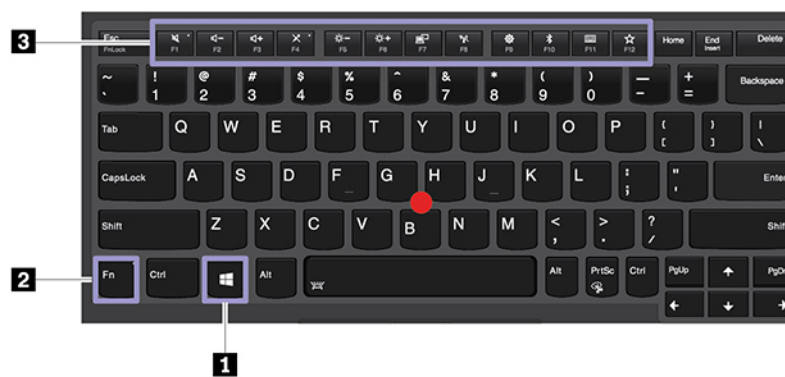 3
Esc FnLock F1 F2 F3 F4 F5 F6 F7 F8 F9 F10 F11 F12 Home End Insert Delete
~ ` ! 1 @ 2 # 3 $ 4 % 5 ^ 6 & 7 * 8 ( 9 ) 0 — - + = Backspace
Tab Q W E R T Y U I O P { [ } ] | \
CapsLock A S D F G H J K L : ; " ' Enter
Shift Z X C V B N M < , > . ? / Shif
2 Fn Ctrl Alt Alt PrtSc Ctrl PgUp PgDn
1